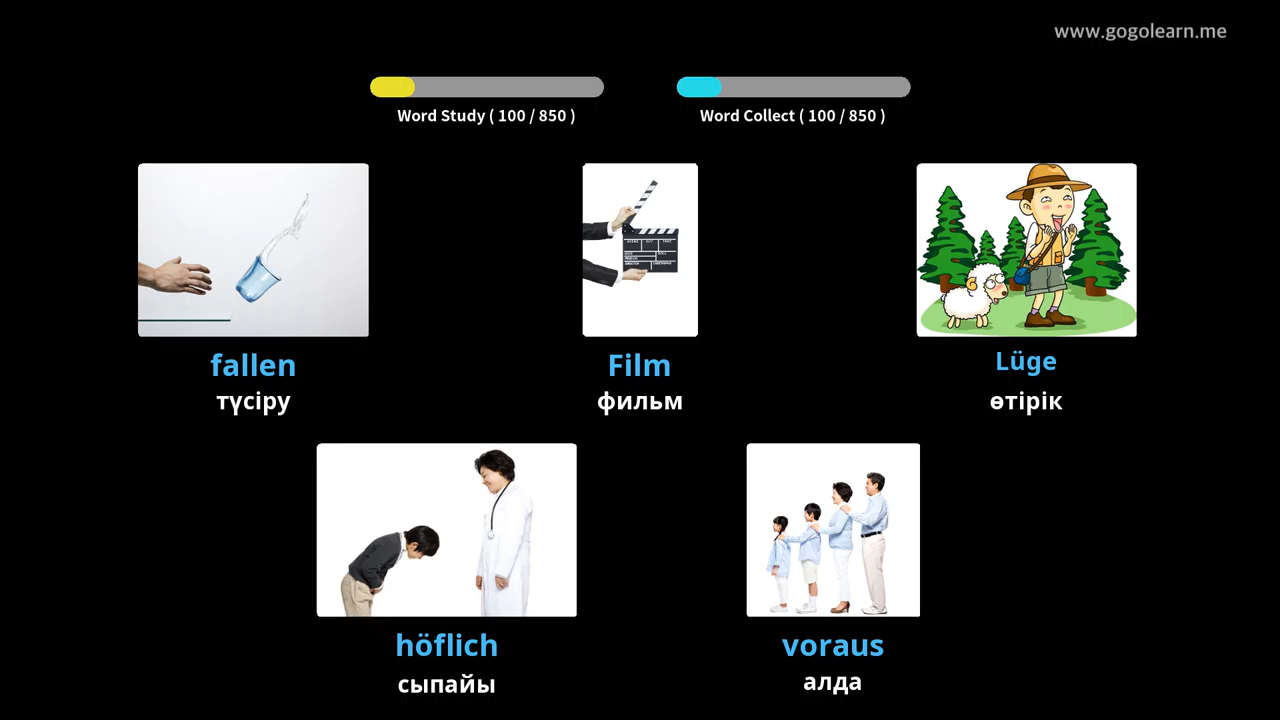 www.gogolearn.me
Word Study ( 100 / 850 )
Word Collect ( 100 / 850 )
fallen
түсіру
Film
фильм
Lüge
өтірік
höflich
сыпайы
voraus
алда